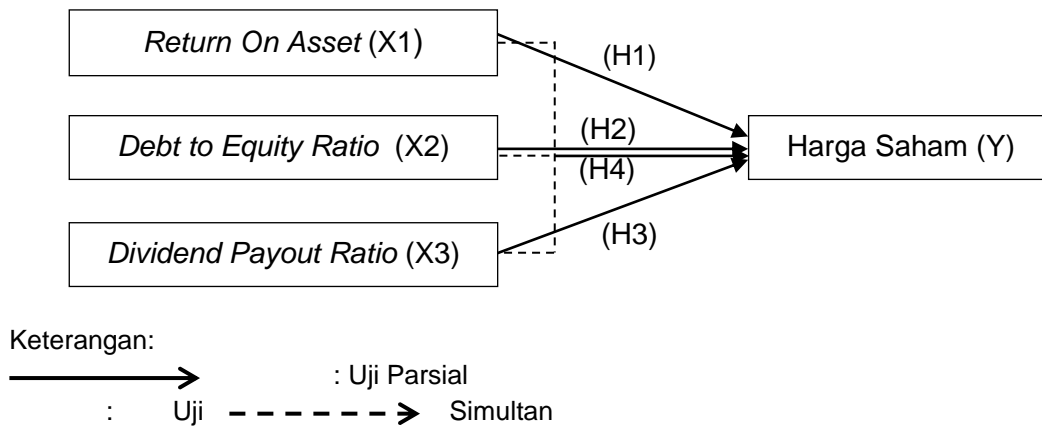 Return On Asset (X1)
(H1)
Debt to Equity Ratio (X2)
(H2)
Harga Saham (Y)
(H4)
Dividend Payout Ratio (X3)
(H3)
Keterangan:
: Uji Parsial
: Uji Simultan